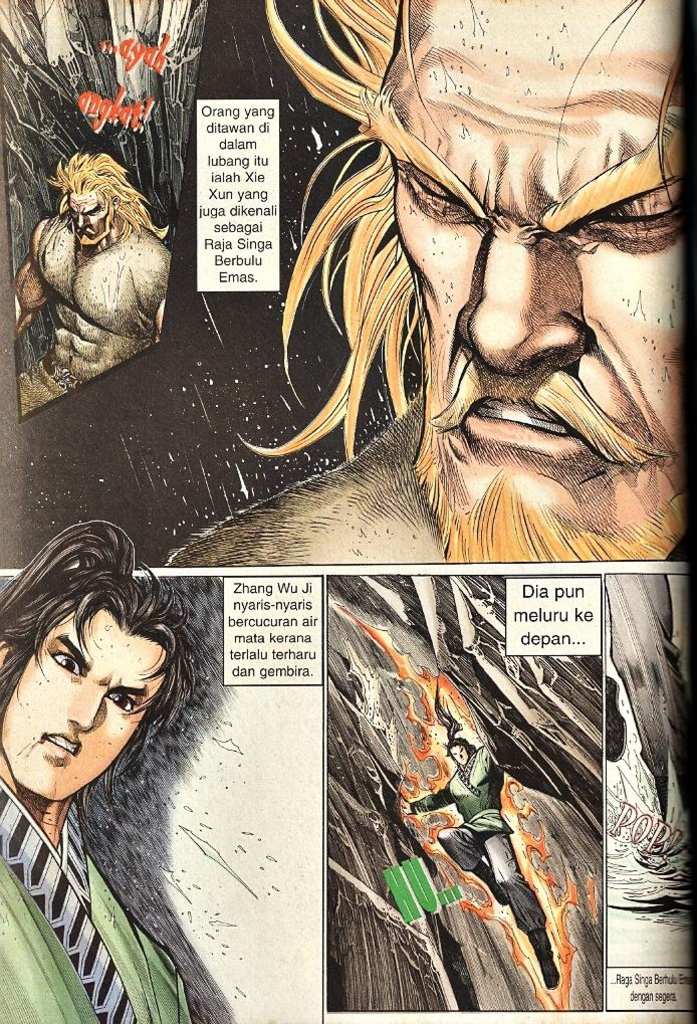 ...ayah
angkat!
Orang yang
ditawan di
dalam
lubang itu
ialah Xie
Xun yang
juga dikenali
sebagai
Raja Singa
Berbulu
Emas.
Zhang Wu Ji
nyaris-nyaris
bercucuran air
mata kerana
terlalu terharu
dan gembira.
Dia pun
meluru ke
depan...
HU...
...Raga Singa Berbulu Emas
dengan segera.